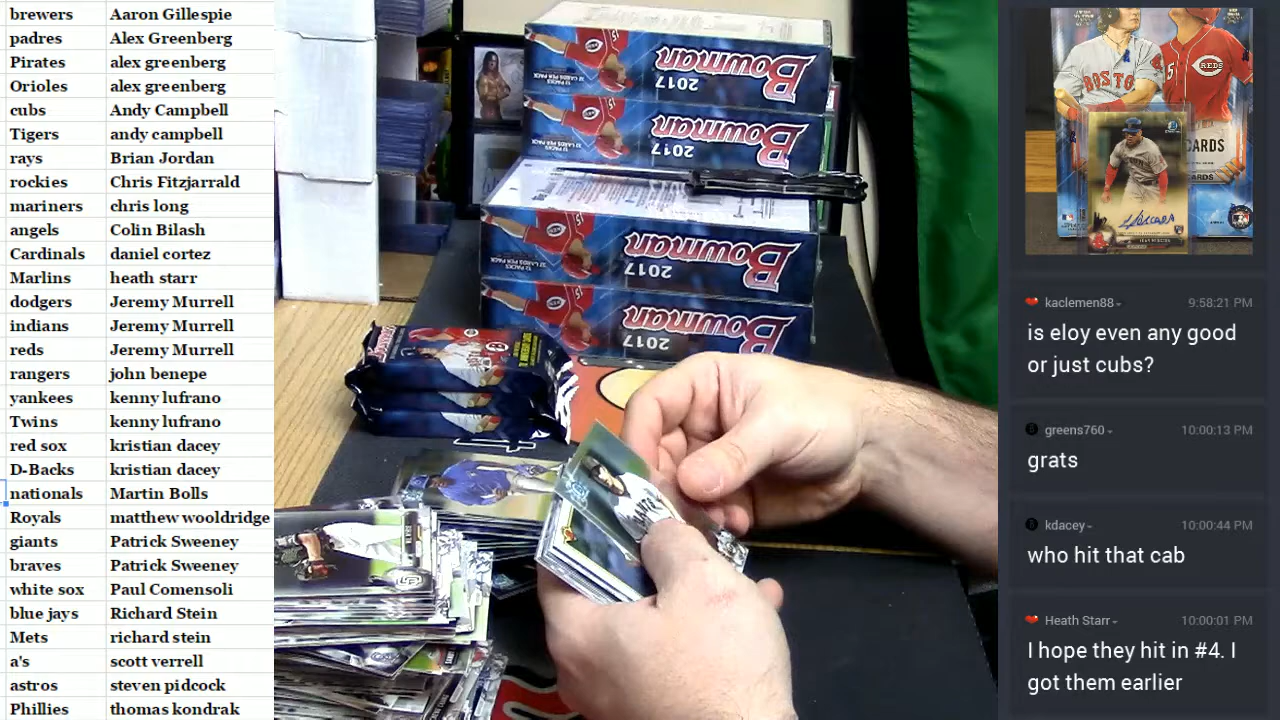 brewers Aaron Gillespie
padres Alex Greenberg
Pirates alex greenberg
Orioles alex greenberg
cubs Andy Campbell
Tigers andy campbell
rays Brian Jordan
rockies Chris Fitzjarrald
mariners chris long
angels Colin Bilash
Cardinals daniel cortez
Marlins heath starr
dodgers Jeremy Murrell
indians Jeremy Murrell
reds Jeremy Murrell
rangers john benepe
yankees kenny lufrano
Twins kenny lufrano
red sox kristian dacey
D-Backs kristian dacey
nationals Martin Bolls
Royals matthew wooldridge
giants Patrick Sweeney
braves Patrick Sweeney
white sox Paul Comensoli
blue jays Richard Stein
Mets richard stein
a's scott verrell
astros steven pidcock
Phillies thomas kondrak
Bowman
2017
Bowman
2017
Bowman
2017
Bowman
2017
BOSTON
REDS
CARDS
kaclemen88 9:58:21 PM
is eloy even any good
or just cubs?
greens760 10:00:13 PM
grats
kdacey 10:00:44 PM
who hit that cab
Heath Starr 10:00:01 PM
I hope they hit in #4. I
got them earlier